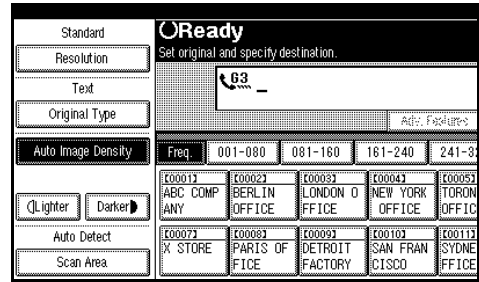 Standard
Resolution
Text
Original Type
Auto Image Density
Lighter Darker
Auto Detect
Scan Area
Ready
Set original and specify destination.
G3 _
Adv. Features
Freq. 001-080 081-160 161-240 241-3
[0001] [0002] [0003] [0004] [0005]
ABC COMP BERLIN LONDON O NEW YORK TORON
ANY OFFICE FFICE OFFICE OFFIC
[0007] [0008] [0009] [0010] [0011]
X STORE PARIS OF DETROIT SAN FRAN SYDNE
FICE FACTORY CISCO FFICE